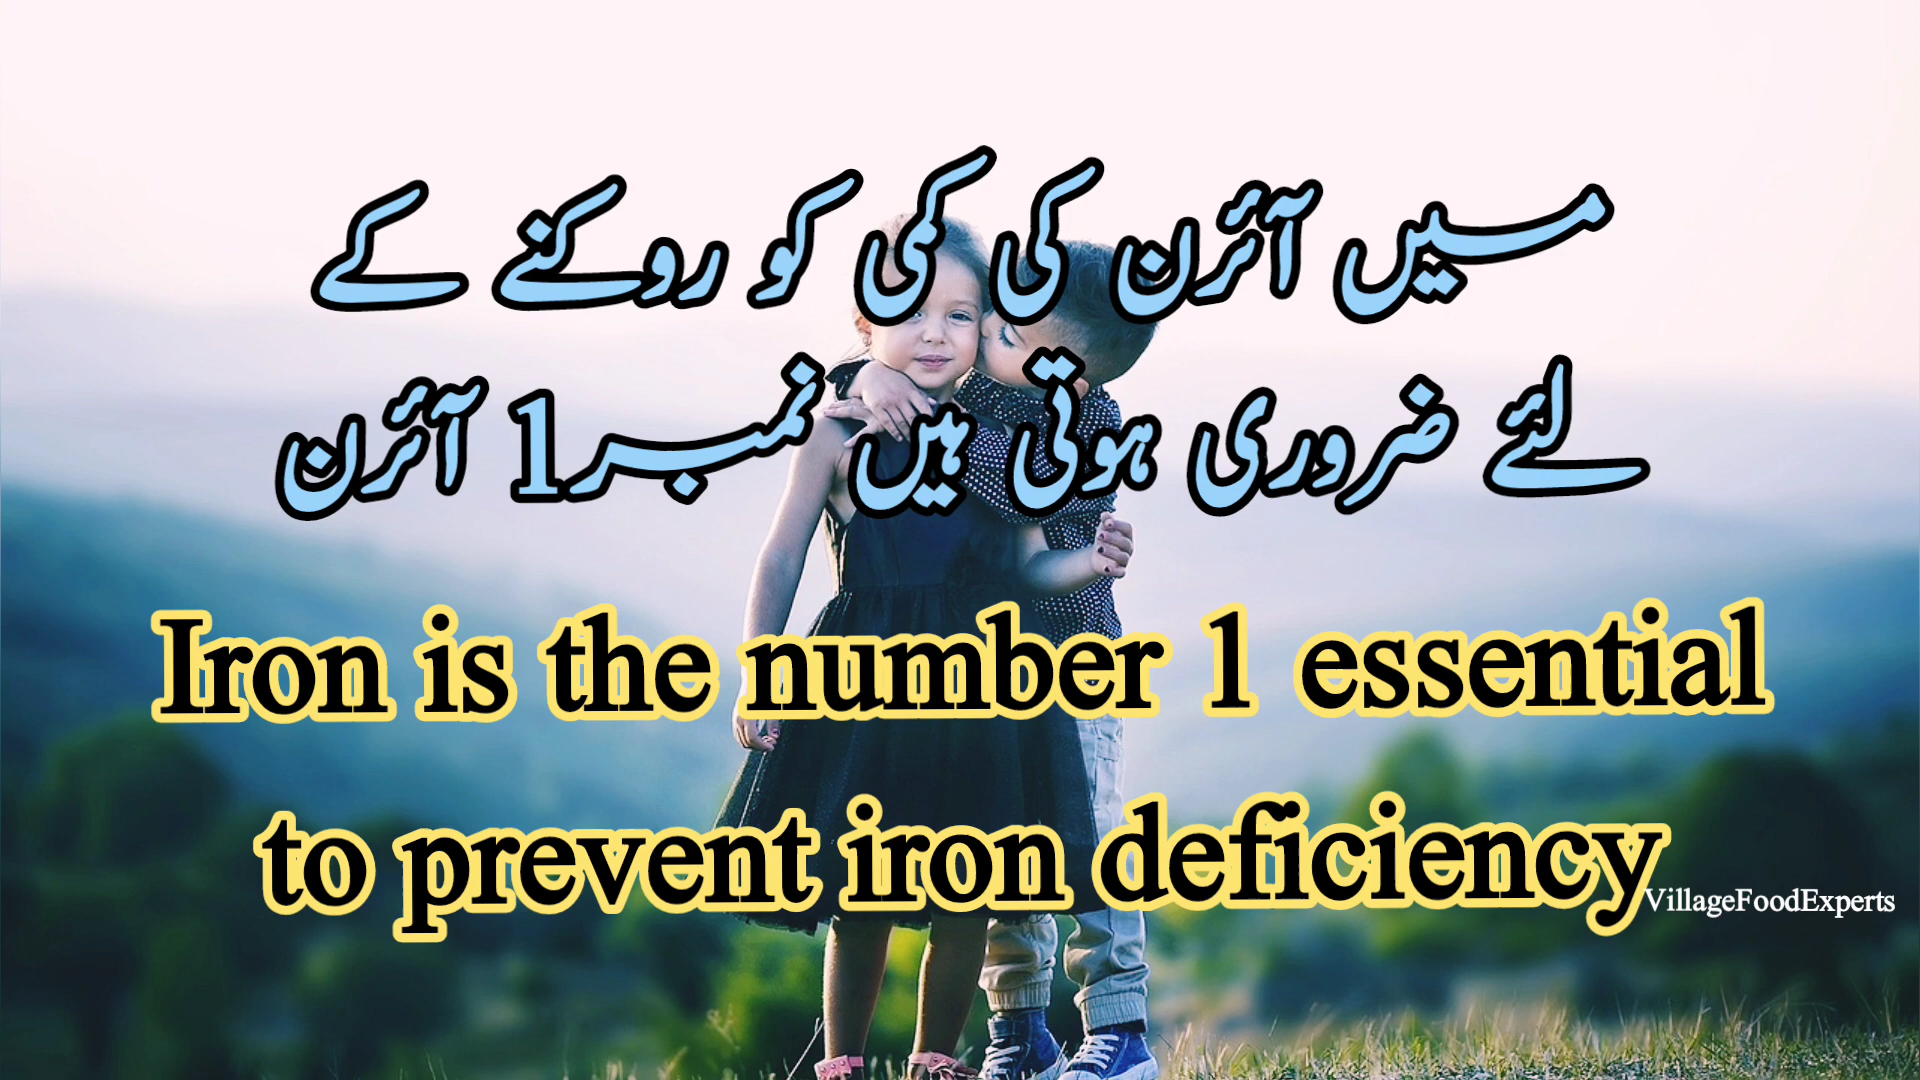 میں آئرن کی کمی کو روکنے کے
لئے ضروری ہوتی ہیں نمبر1 آئرن
Iron is the number 1 essential
to prevent iron deficiency
VillageFoodExperts